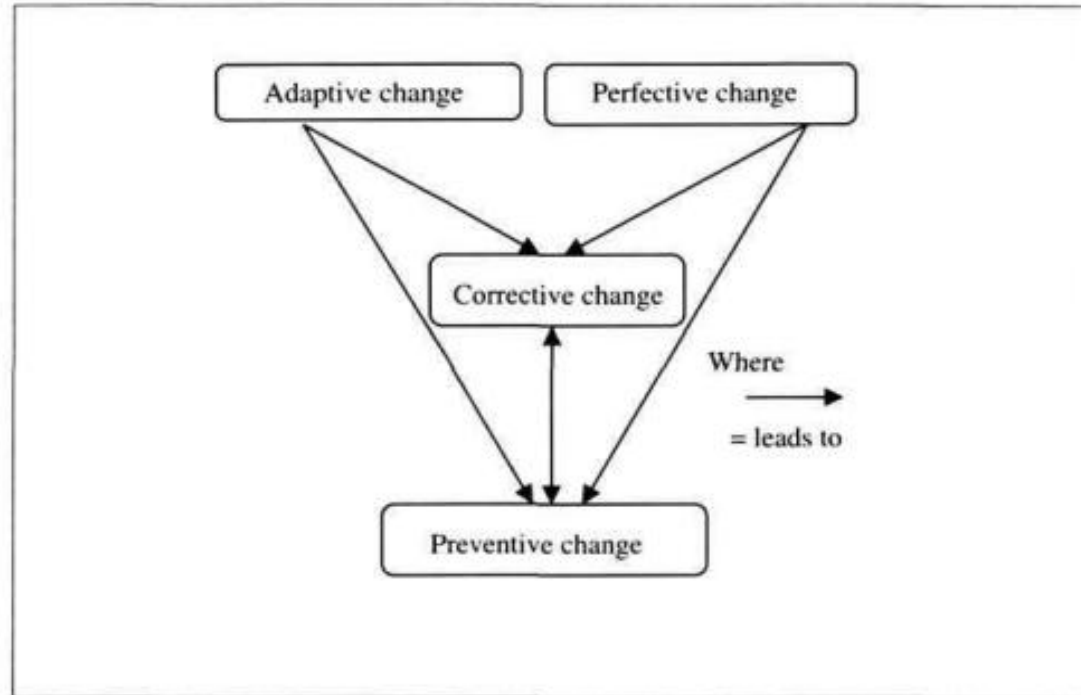 Adaptive change
Perfective change
Corrective change
Where
= leads to
Preventive change